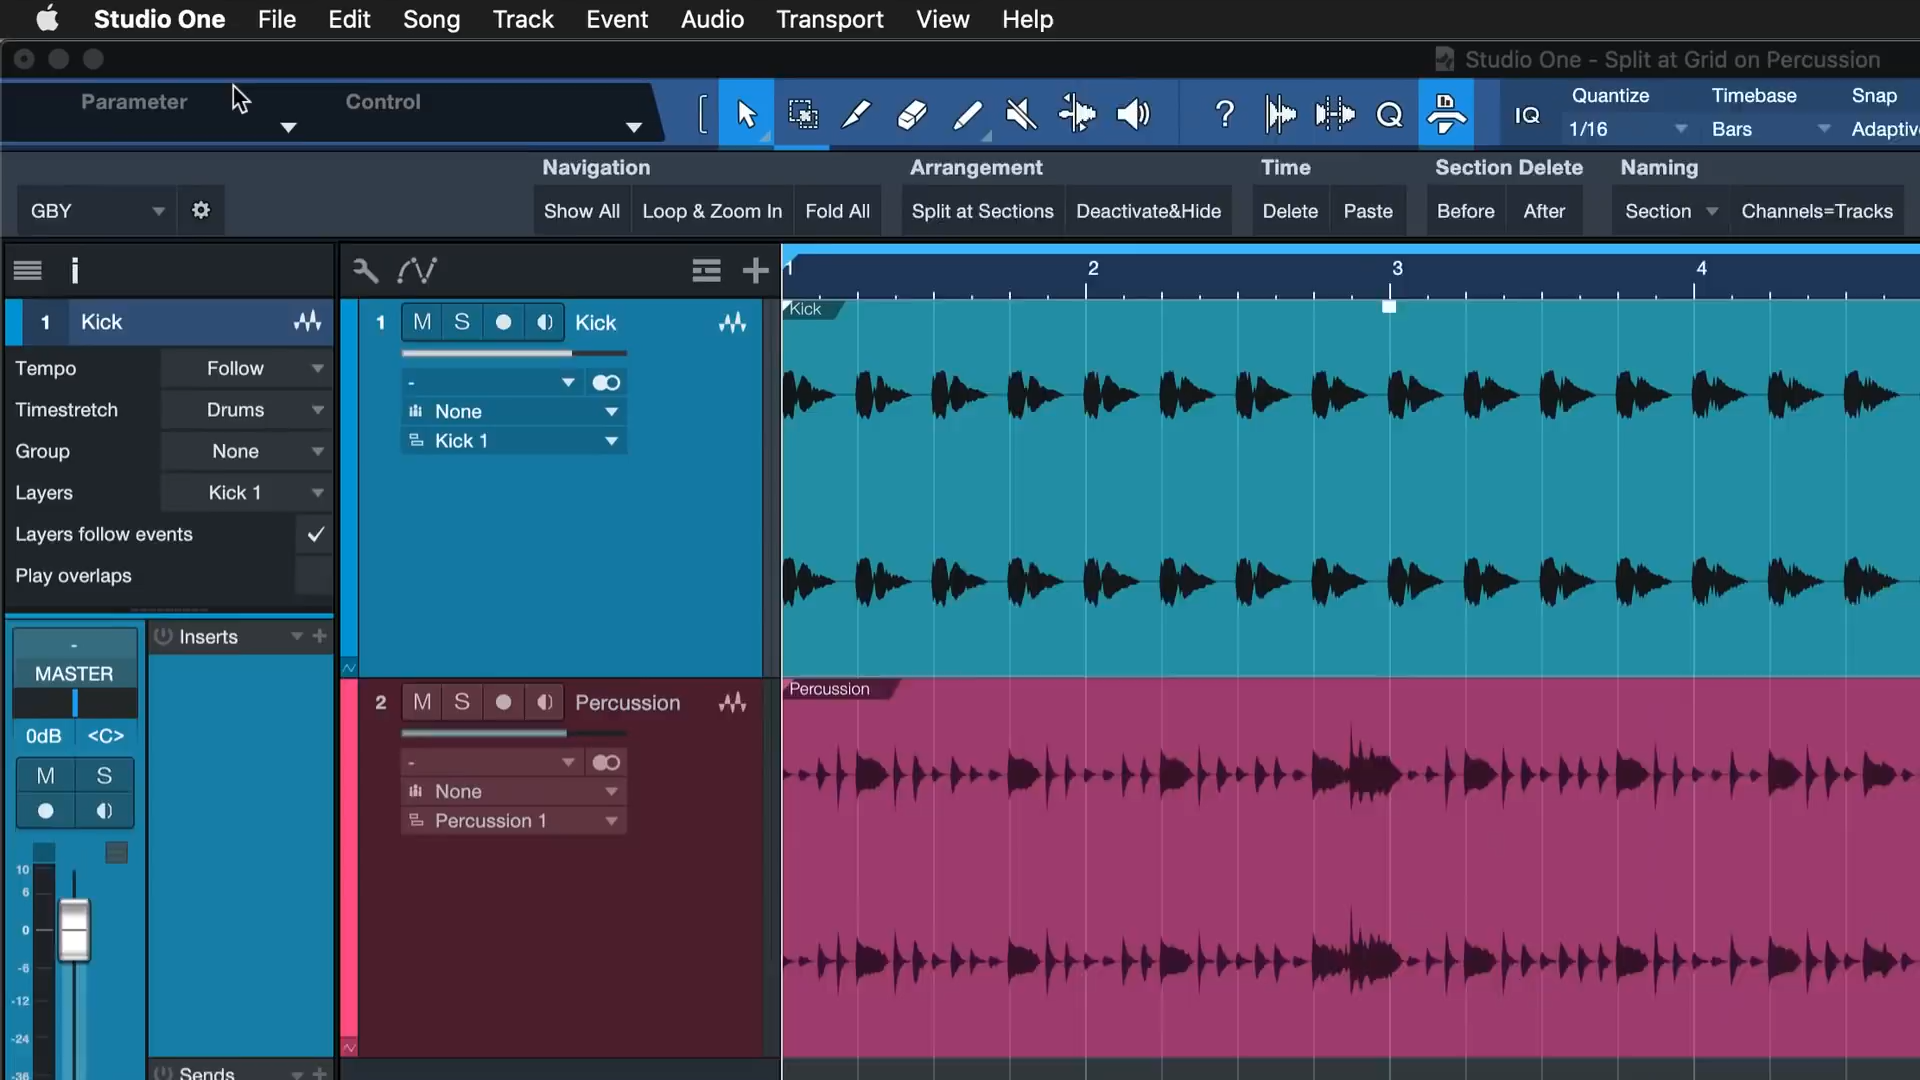 Studio One File Edit Song Track Event Audio Transport View Help
Studio One - Split at Grid on Percussion
Parameter Control
? Q IQ
Quantize Timebase Snap
1/16 Bars
Navigation Arrangement Time Section Delete Naming
GBY Show All Loop & Zoom In Fold All Split at Sections Deactivate&Hide Delete Paste Before After Section Channels=Tracks
i
1 2 3 4
1 Kick
Tempo Follow
Timestretch Drums
Group None
Layers Kick 1
Layers follow events
Play overlaps
1 M S Kick
-
None
Kick 1
Kick
-
MASTER
0dB <C>
M S
Inserts
10
6
0
-6
-12
-24
-36
Sends
2 M S Percussion
-
None
Percussion 1
Percussion